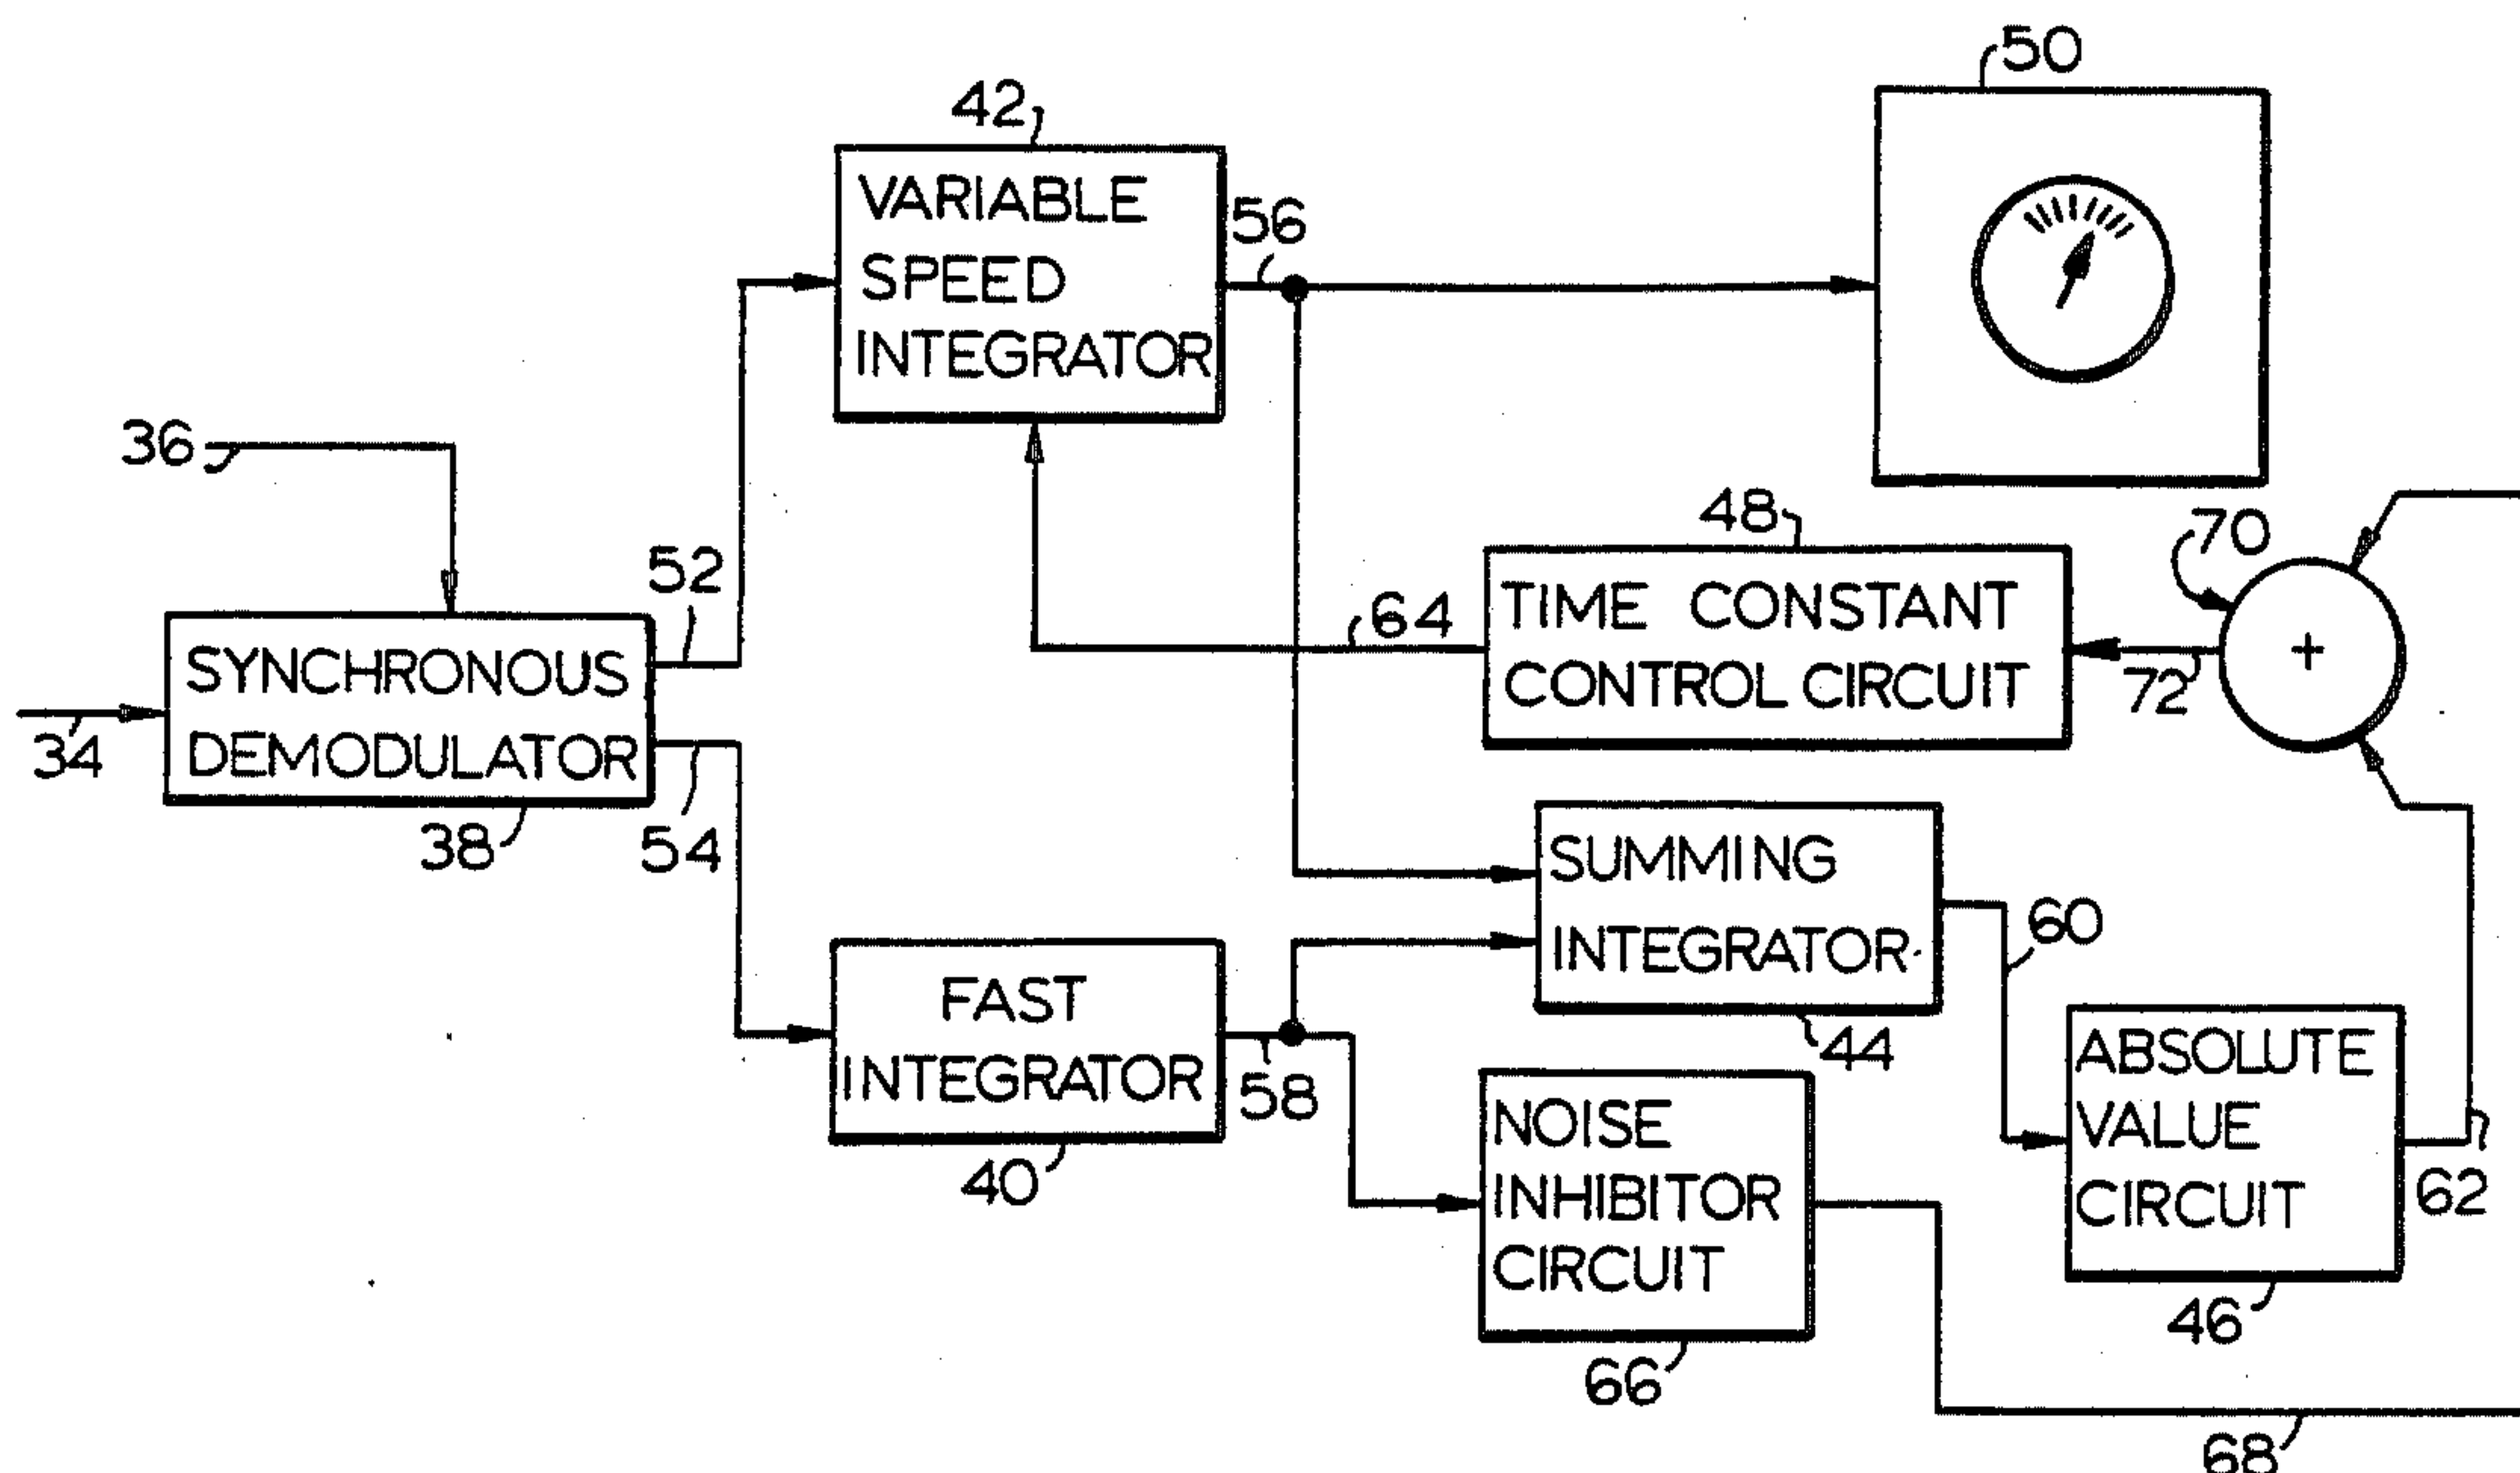 50
42
VARIABLE
SPEED
INTEGRATOR
56
36
48
70
52
64
TIME CONSTANT
CONTROL CIRCUIT
+
72
SYNCHRONOUS
DEMODULATOR
34
38
54
SUMMING
INTEGRATOR
60
44
FAST
INTEGRATOR
58
40
NOISE
INHIBITOR
CIRCUIT
66
ABSOLUTE
VALUE
CIRCUIT
62
46
68